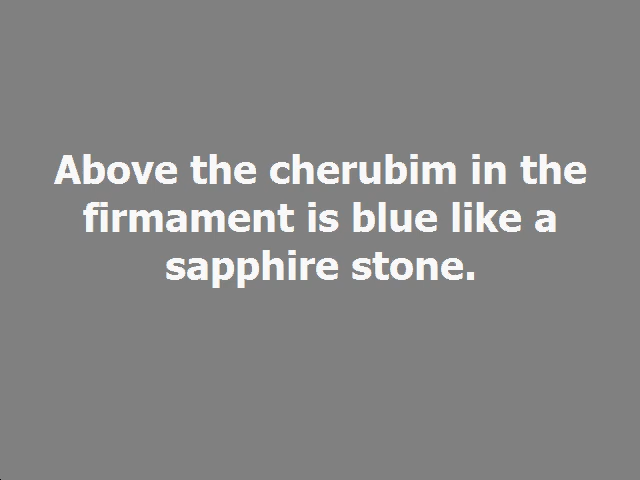 Above the cherubim in the
firmament is blue like a
sapphire stone.